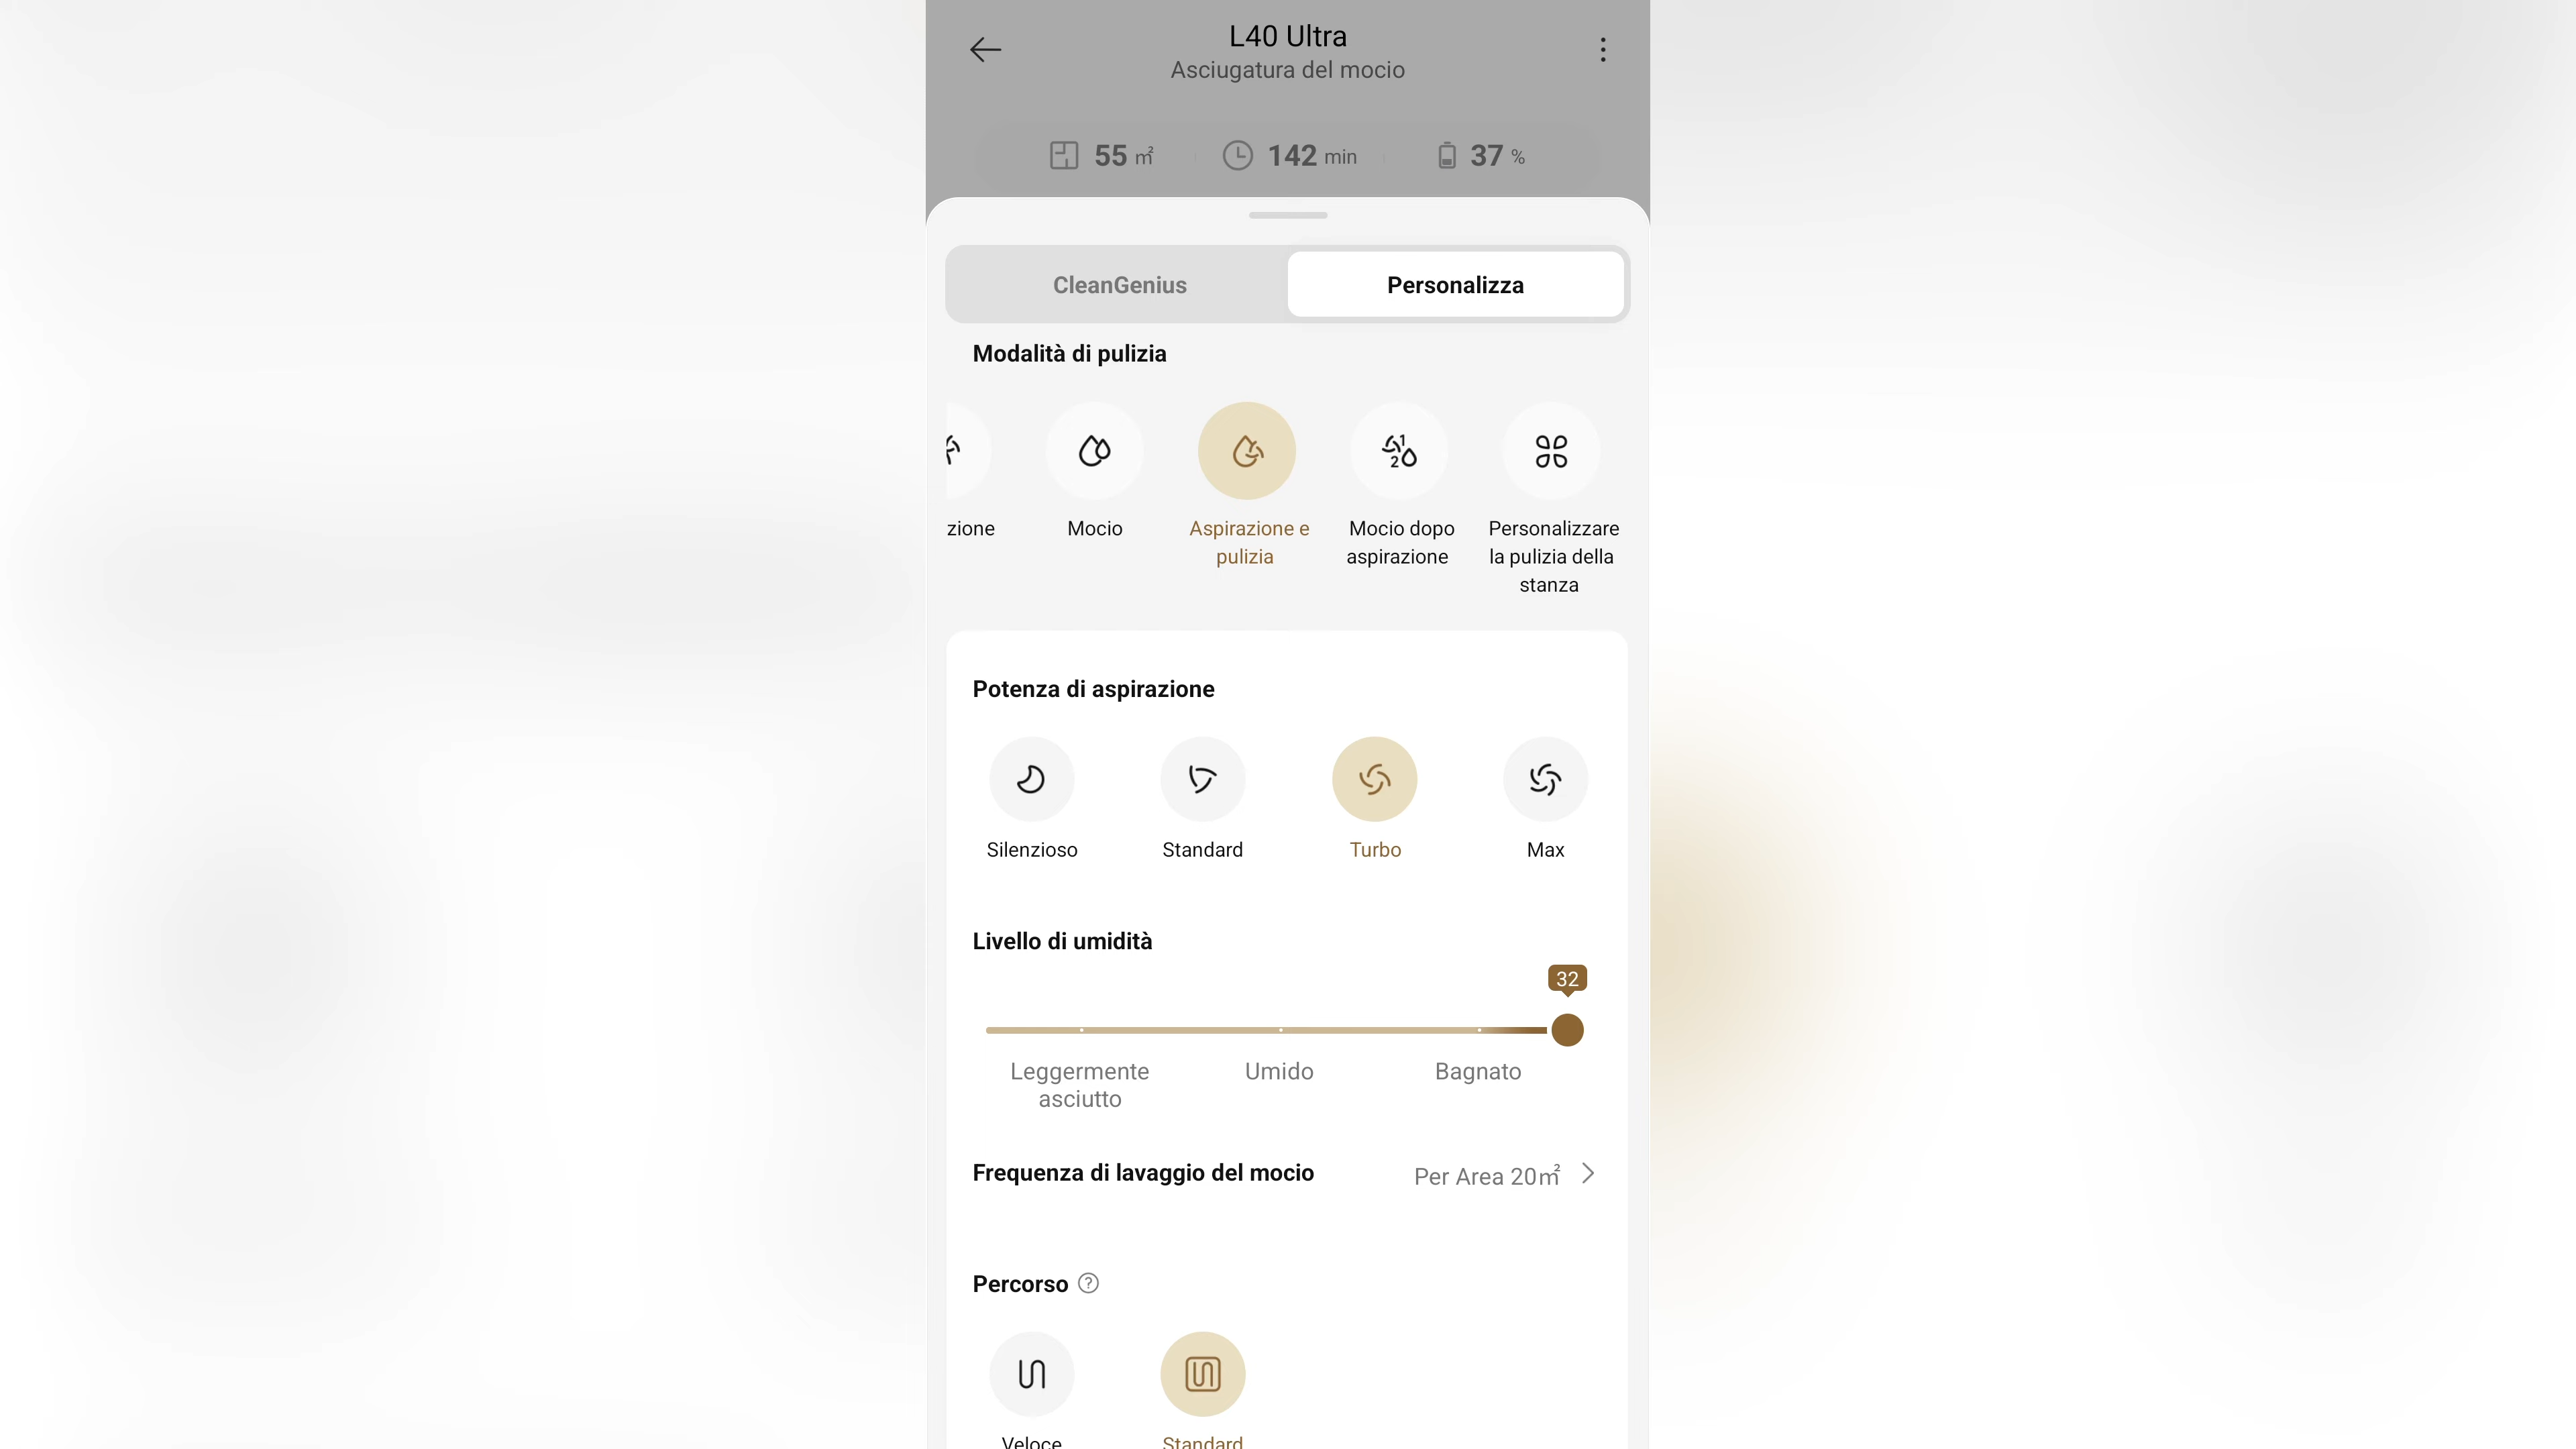 L40 Ultra
Asciugatura del mocio
55 m² 142 min 37 %
CleanGenius Personalizza
Modalità di pulizia
zione Mocio Aspirazione e pulizia Mocio dopo aspirazione Personalizzare la pulizia della stanza
Potenza di aspirazione
Silenzioso Standard Turbo Max
Livello di umidità
32
Leggermente asciutto Umido Bagnato
Frequenza di lavaggio del mocio Per Area 20m²
Percorso ?
Veloce Standard